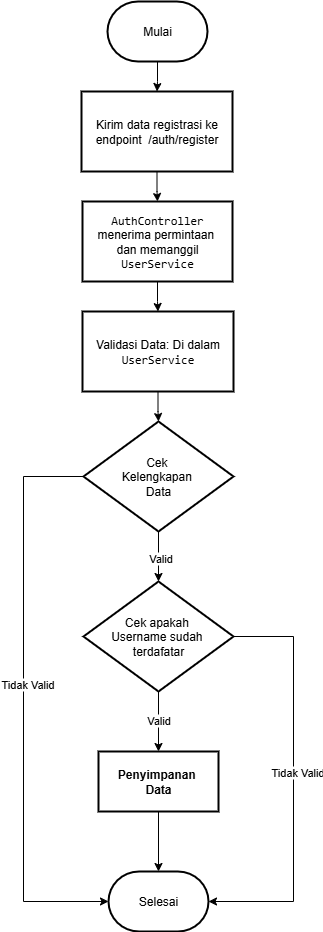 Mulai
Kirim data registrasi ke
endpoint /auth/register
AuthController
menerima permintaan
dan memanggil
UserService
Validasi Data: Di dalam
UserService
Cek
Kelengkapan
Data
Valid
Cek apakah
Username sudah
terdafatar
Tidak Valid
Valid
Penyimpanan
Data
Tidak Valid
Selesai